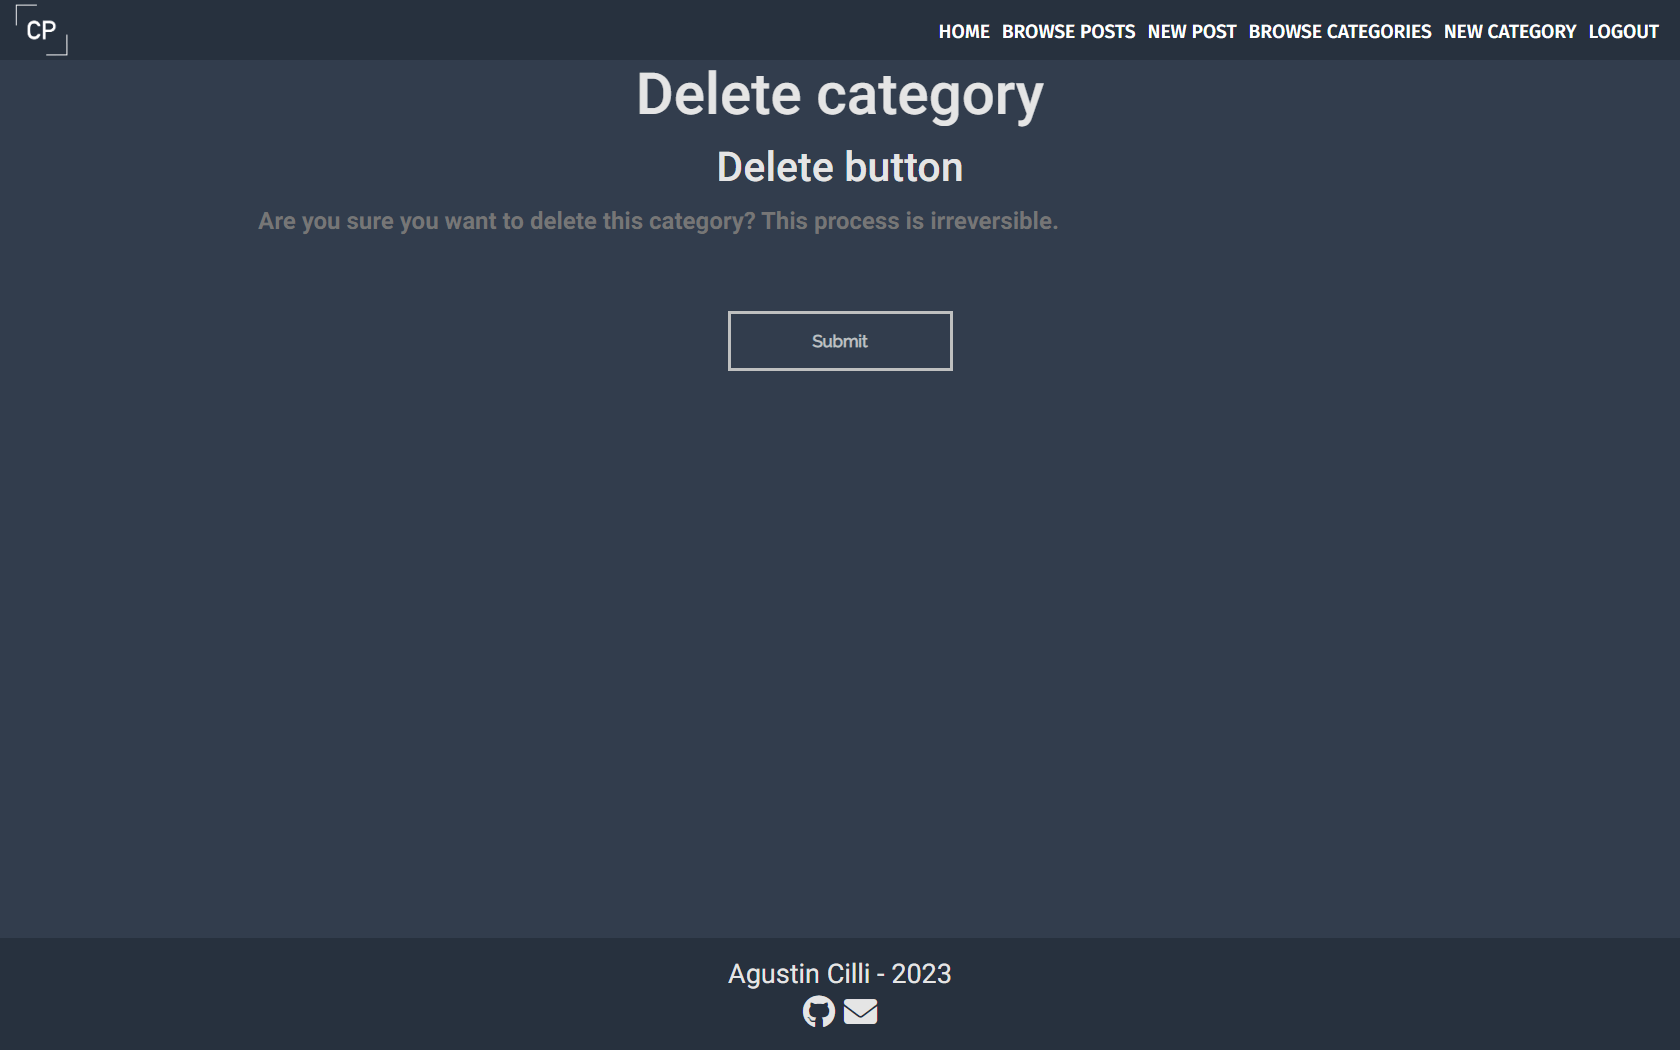 CP
HOME BROWSE POSTS NEW POST BROWSE CATEGORIES NEW CATEGORY LOGOUT
Delete category
Delete button
Are you sure you want to delete this category? This process is irreversible.
Submit
Agustin Cilli - 2023